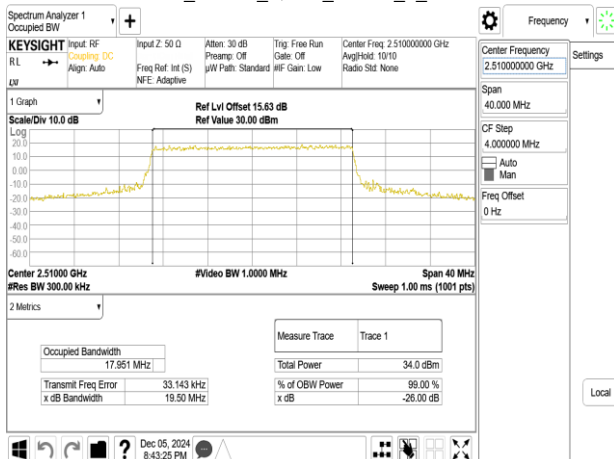 Spectrum Analyzer 1
Occupied BW
Frequency
KEYSIGHT
RL
Input: RF
Coupling: DC
Align: Auto
Input Z: 50 Ω
Freq Ref: Int (S)
NFE: Adaptive
Atten: 30 dB
Preamp: Off
µW Path: Standard
Trig: Free Run
Gate: Off
#IF Gain: Low
Center Freq: 2.510000000 GHz
Avg|Hold: 10/10
Radio Std: None
Center Frequency
2.510000000 GHz
Settings
Span
40.000 MHz
CF Step
4.000000 MHz
Auto
Man
Freq Offset
0 Hz
Local
1 Graph
Scale/Div 10.0 dB
Ref Lvl Offset 15.63 dB
Ref Value 30.00 dBm
Log
20.0
10.0
0.00
-10.0
-20.0
-30.0
-40.0
-50.0
-60.0
Center 2.51000 GHz
#Video BW 1.0000 MHz
Span 40 MHz
#Res BW 300.00 kHz
Sweep 1.00 ms (1001 pts)
2 Metrics
Occupied Bandwidth
17.951 MHz
Transmit Freq Error 33.143 kHz
x dB Bandwidth 19.50 MHz
Measure Trace Trace 1
Total Power 34.0 dBm
% of OBW Power 99.00 %
x dB -26.00 dB
?
Dec 05, 2024
8:43:25 PM